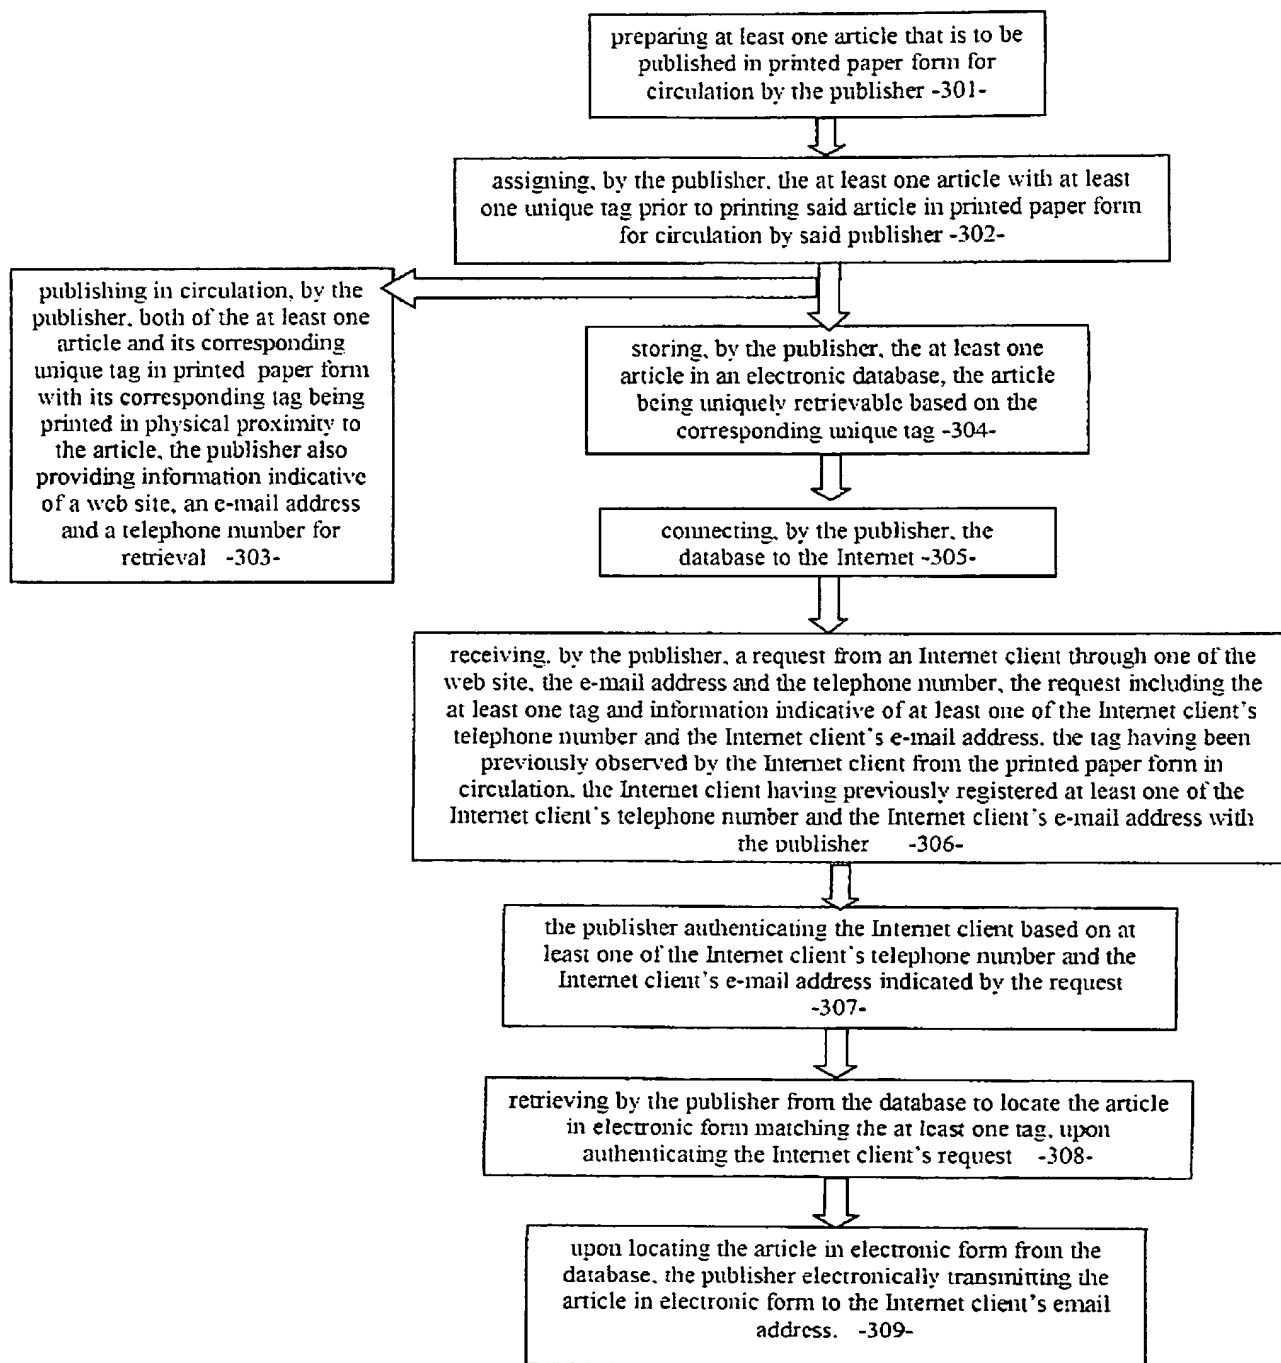 preparing at least one article that is to be
published in printed paper form for
circulation by the publisher -301-
assigning, by the publisher, the at least one article with at least
one unique tag prior to printing said article in printed paper form
for circulation by said publisher -302-
publishing in circulation, by the
publisher, both of the at least one
article and its corresponding
unique tag in printed paper form
with its corresponding tag being
printed in physical proximity to
the article, the publisher also
providing information indicative
of a web site, an e-mail address
and a telephone number for
retrieval -303-
storing, by the publisher, the at least one
article in an electronic database, the article
being uniquely retrievable based on the
corresponding unique tag -304-
connecting, by the publisher, the
database to the Internet -305-
receiving, by the publisher, a request from an Internet client through one of the
web site, the e-mail address and the telephone number, the request including the
at least one tag and information indicative of at least one of the Internet client's
telephone number and the Internet client's e-mail address, the tag having been
previously observed by the Internet client from the printed paper form in
circulation, the Internet client having previously registered at least one of the
Internet client's telephone number and the Internet client's e-mail address with
the publisher -306-
the publisher authenticating the Internet client based on at
least one of the Internet client's telephone number and the
Internet client's e-mail address indicated by the request
-307-
retrieving by the publisher from the database to locate the article
in electronic form matching the at least one tag, upon
authenticating the Internet client's request -308-
upon locating the article in electronic form from the
database, the publisher electronically transmitting the
article in electronic form to the Internet client's email
address. -309-